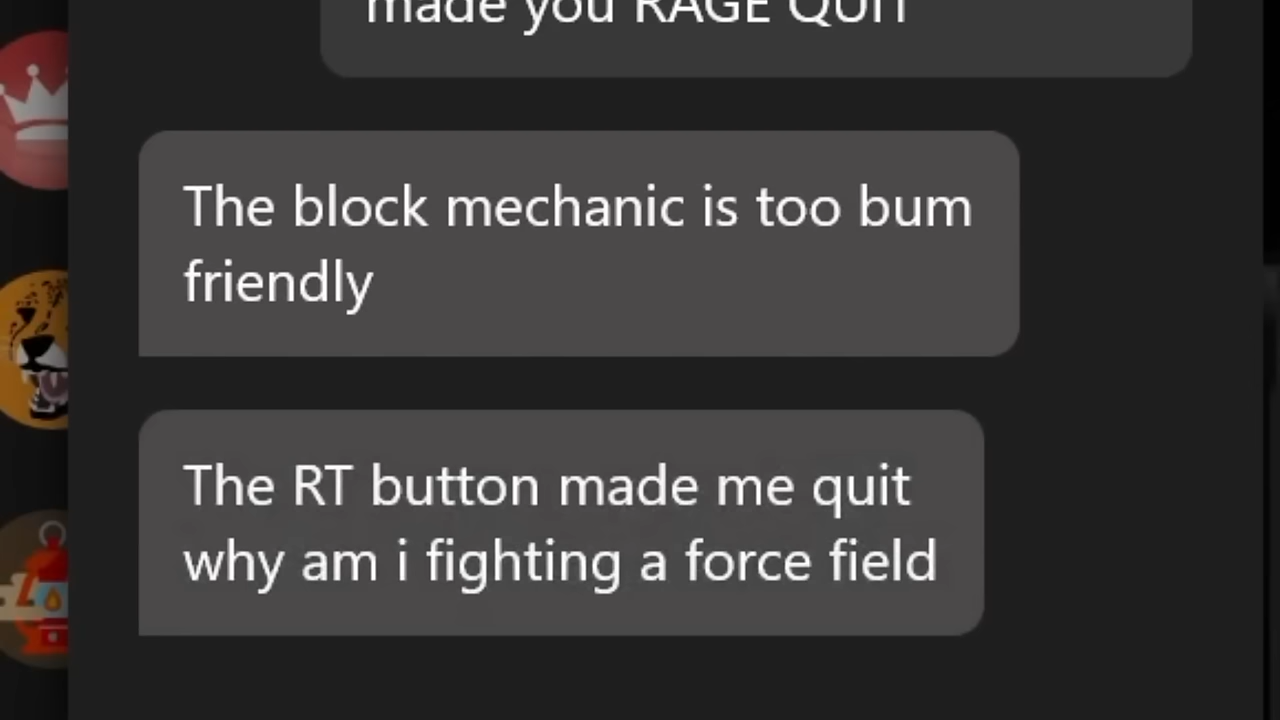 made you RAGE QUIT
The block mechanic is too bum
friendly
The RT button made me quit
why am i fighting a force field